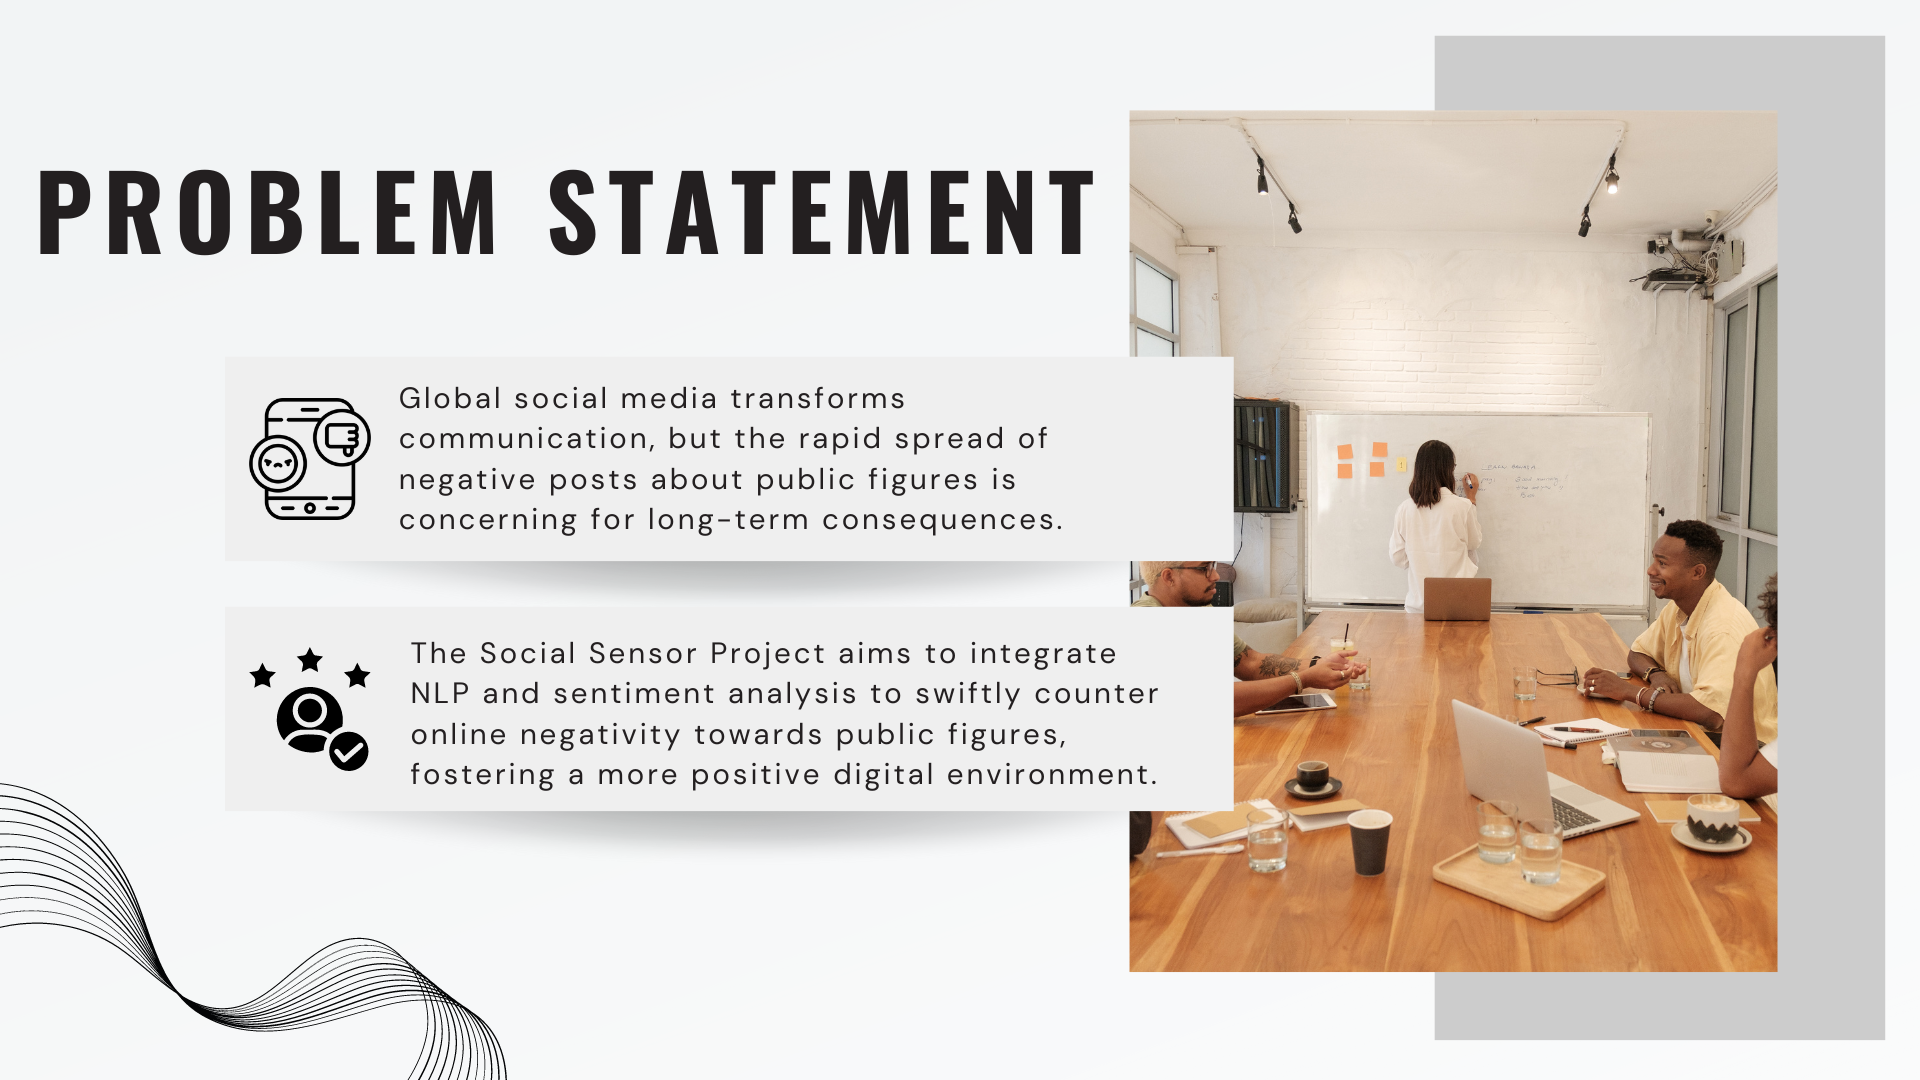 PROBLEM STATEMENT
Global social media transforms
communication, but the rapid spread of
negative posts about public figures is
concerning for long-term consequences.
The Social Sensor Project aims to integrate
NLP and sentiment analysis to swiftly counter
online negativity towards public figures,
fostering a more positive digital environment.